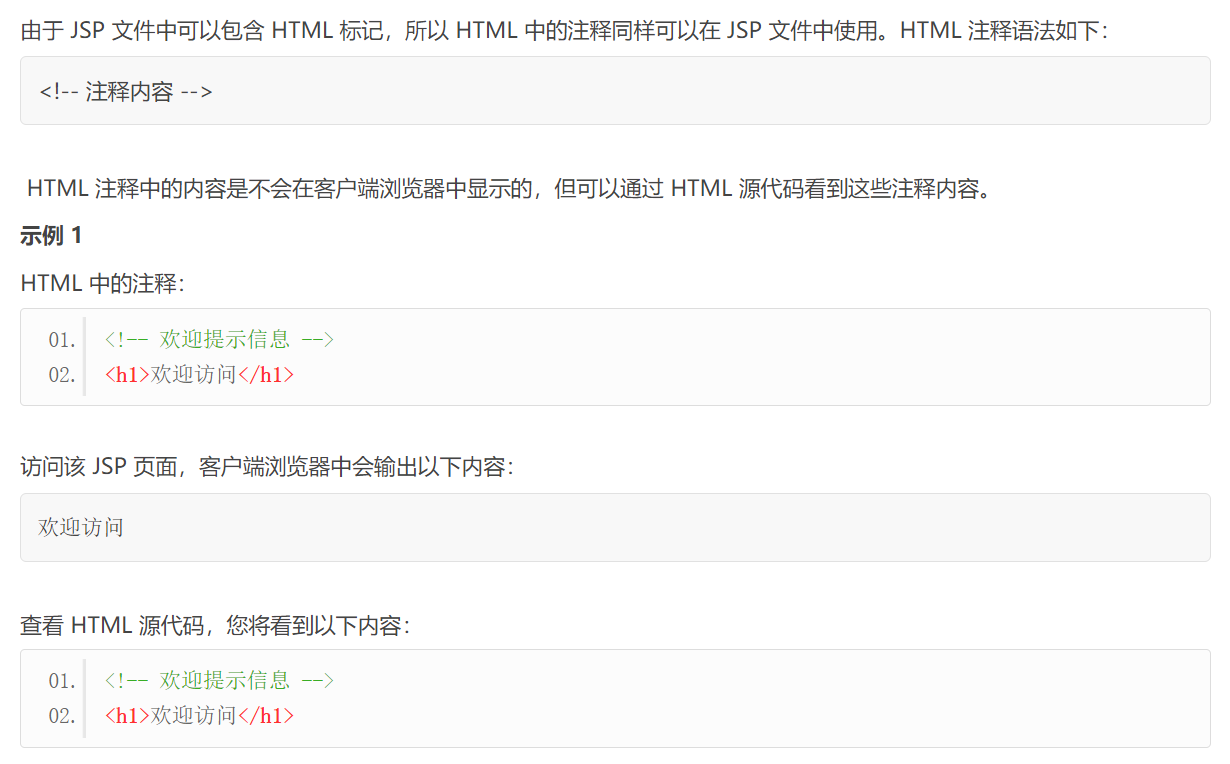 由于 JSP 文件中可以包含 HTML 标记，所以 HTML 中的注释同样可以在 JSP 文件中使用。HTML 注释语法如下：
<!-- 注释内容 -->
HTML 注释中的内容是不会在客户端浏览器中显示的，但可以通过 HTML 源代码看到这些注释内容。
示例 1
HTML 中的注释：
01. <!-- 欢迎提示信息 -->
02. <h1>欢迎访问</h1>
访问该 JSP 页面，客户端浏览器中会输出以下内容：
欢迎访问
查看 HTML 源代码，您将看到以下内容：
01. <!-- 欢迎提示信息 -->
02. <h1>欢迎访问</h1>